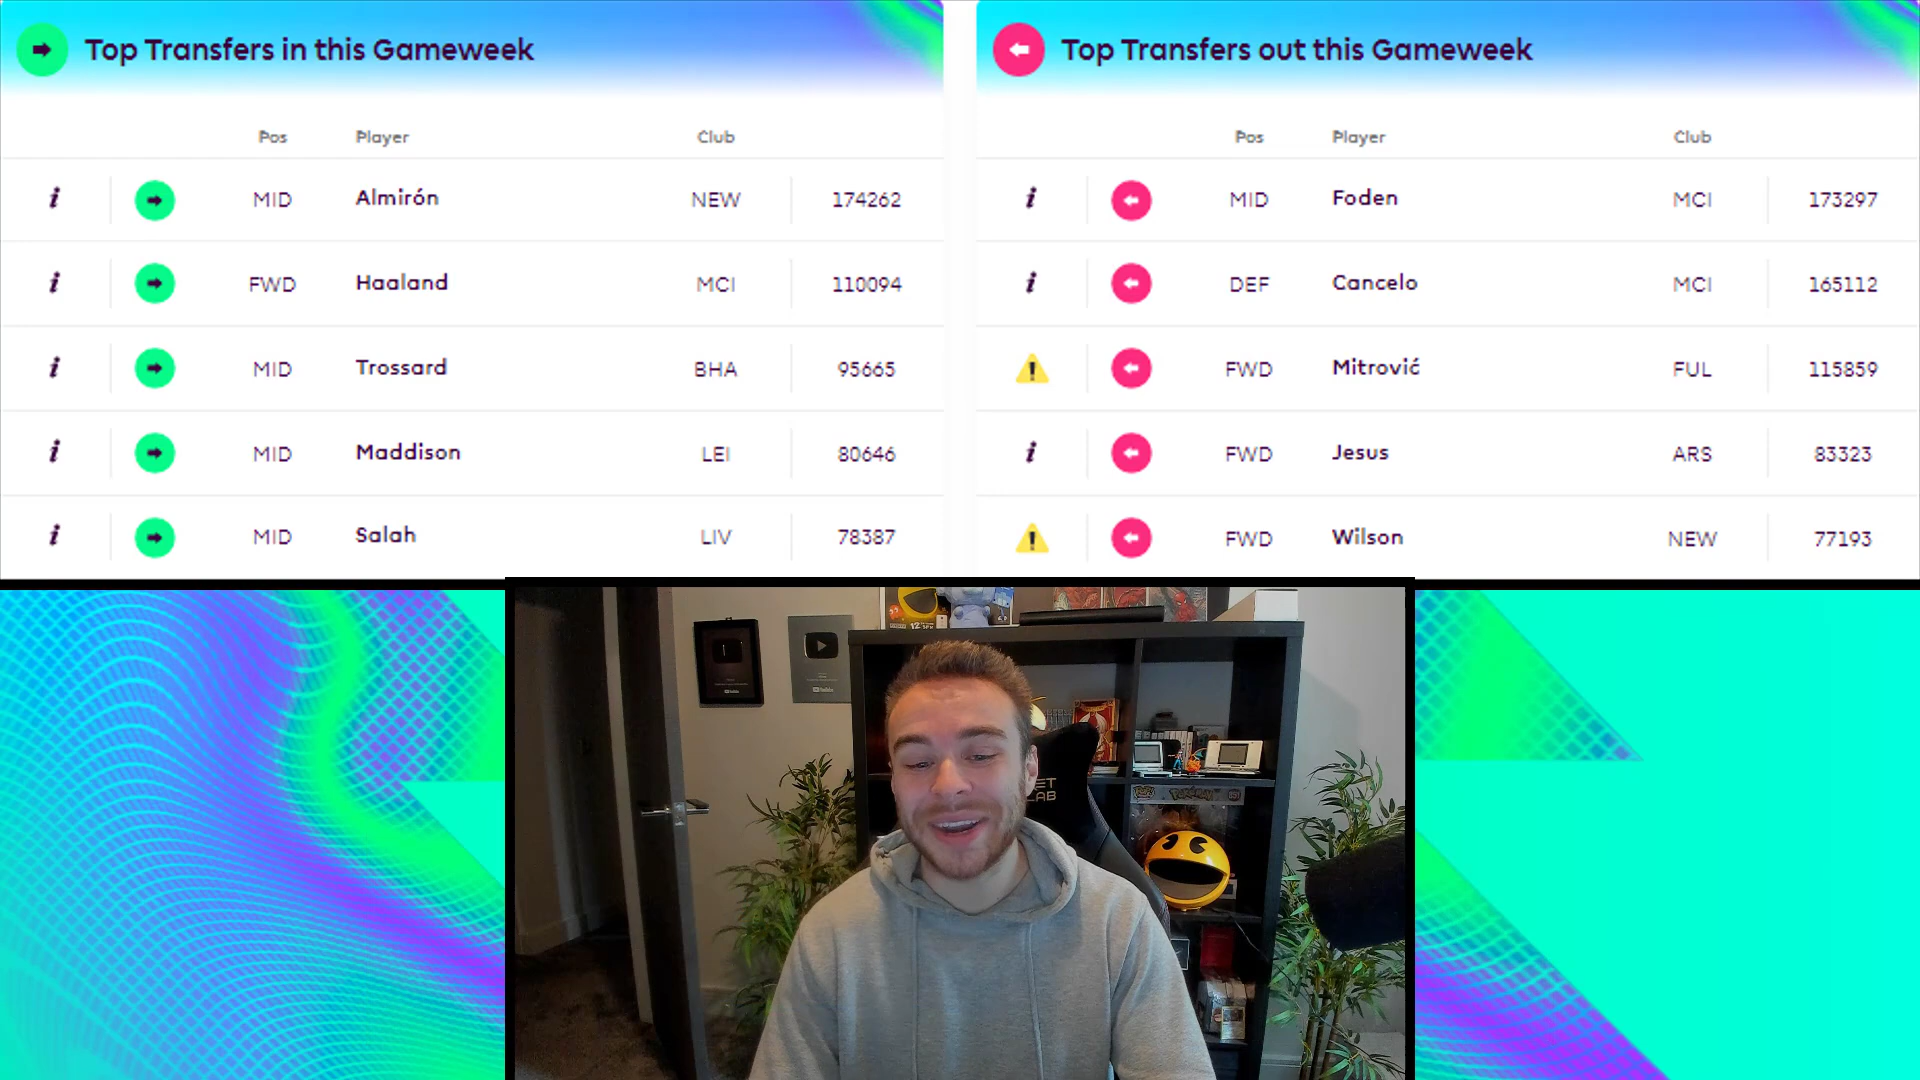 Top Transfers in this Gameweek
Pos Player Club
i MID Almirón NEW 174262
i FWD Haaland MCI 110094
i MID Trossard BHA 95665
i MID Maddison LEI 80646
i MID Salah LIV 78387
Top Transfers out this Gameweek
Pos Player Club
i MID Foden MCI 173297
i DEF Cancelo MCI 165112
FWD Mitrović FUL 115859
i FWD Jesus ARS 83323
FWD Wilson NEW 77193
YouTube
YouTube